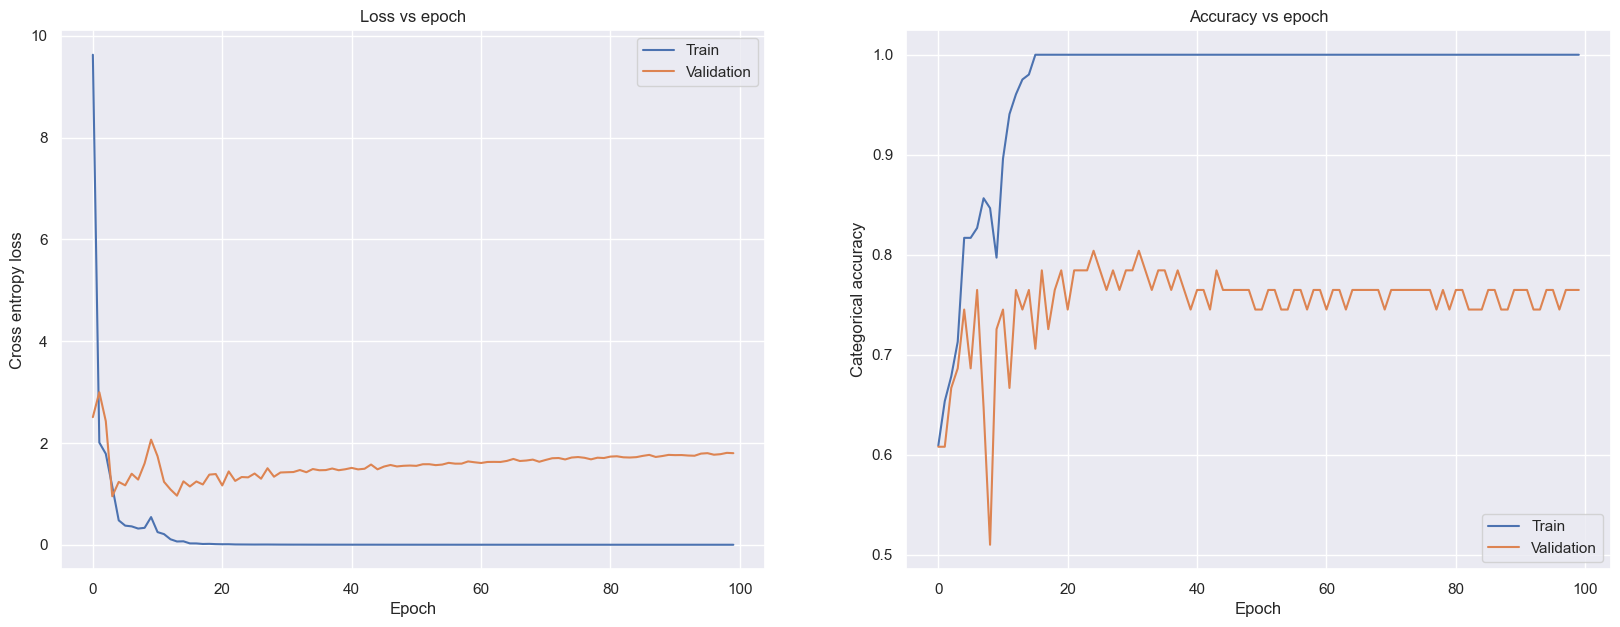 Loss vs epoch
10
8
6
4
2
0
Cross entropy loss
0 20 40 60 80 100
Epoch
Train
Validation
Accuracy vs epoch
1.0
0.9
0.8
0.7
0.6
0.5
Categorical accuracy
0 20 40 60 80 100
Epoch
Train
Validation